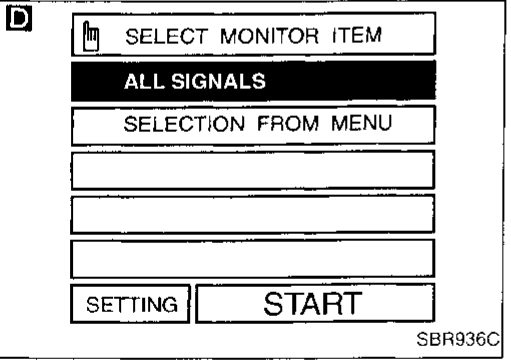 D
SELECT MONITOR ITEM
ALL SIGNALS
SELECTION FROM MENU
SETTING START
SBR936C